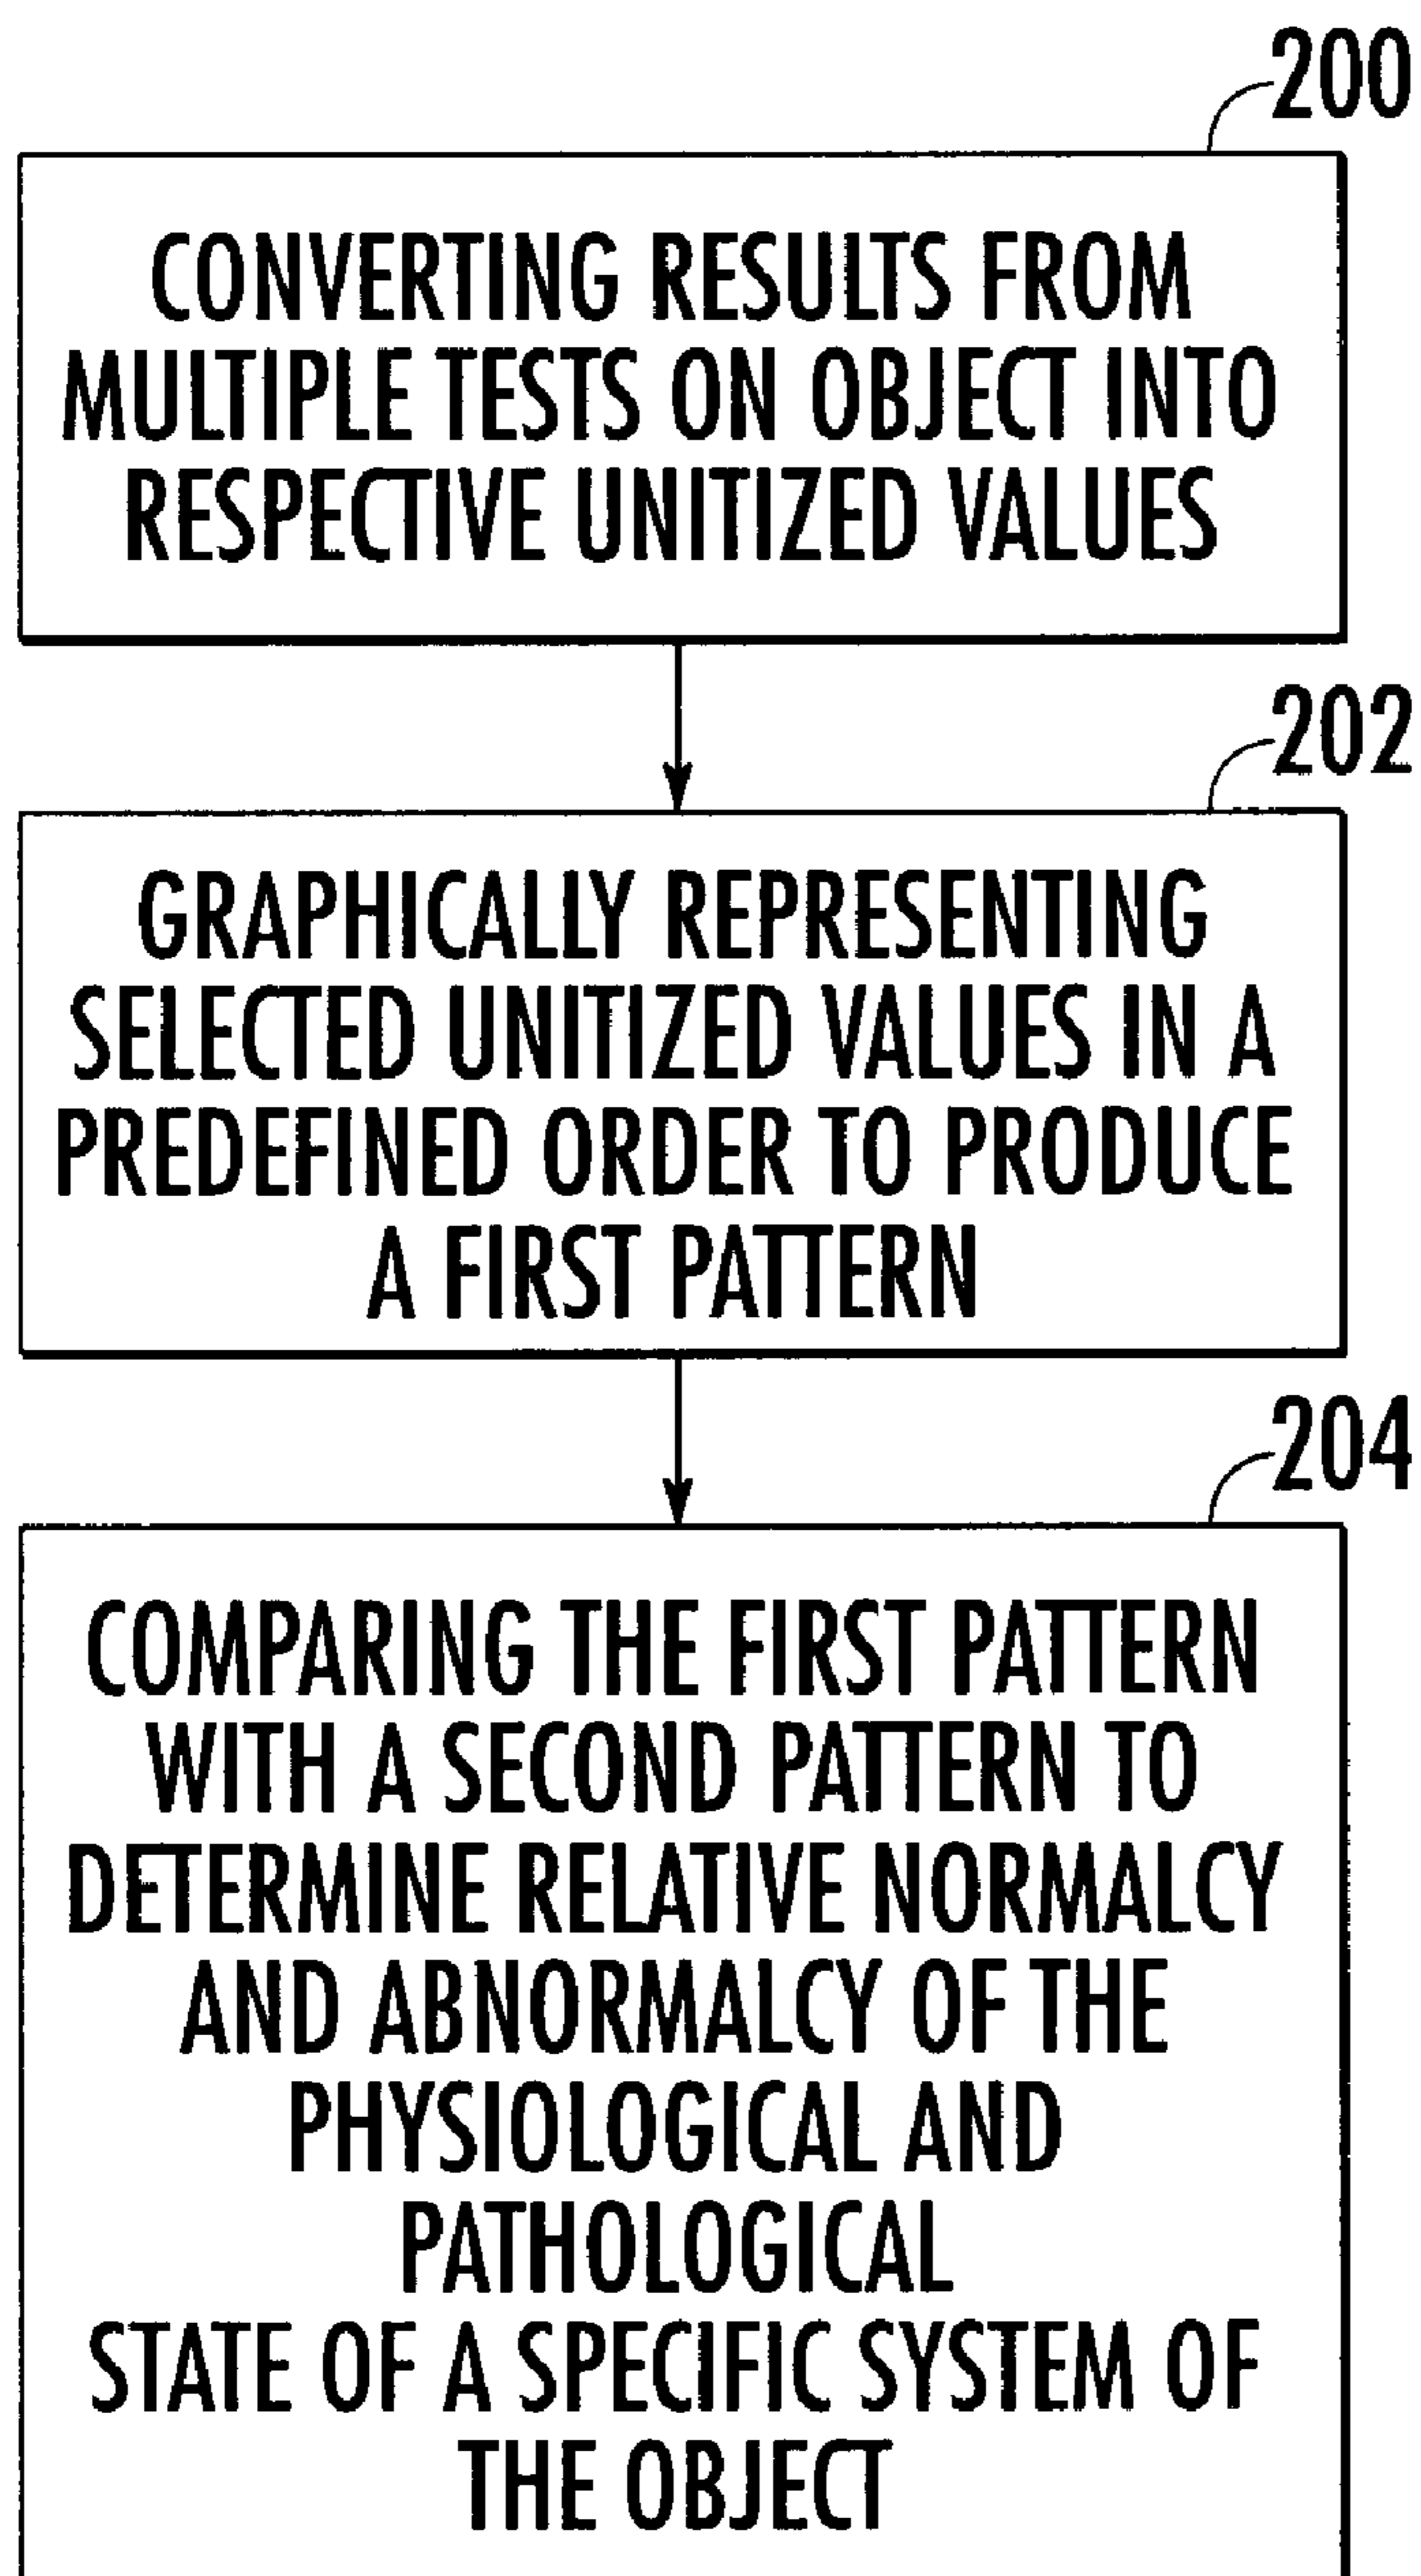 200
CONVERTING RESULTS FROM
MULTIPLE TESTS ON OBJECT INTO
RESPECTIVE UNITIZED VALUES
202
GRAPHICALLY REPRESENTING
SELECTED UNITIZED VALUES IN A
PREDEFINED ORDER TO PRODUCE
A FIRST PATTERN
204
COMPARING THE FIRST PATTERN
WITH A SECOND PATTERN TO
DETERMINE RELATIVE NORMALCY
AND ABNORMALCY OF THE
PHYSIOLOGICAL AND
PATHOLOGICAL
STATE OF A SPECIFIC SYSTEM OF
THE OBJECT